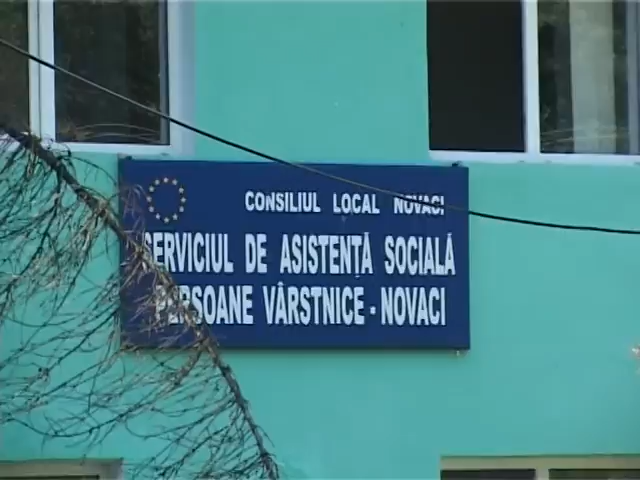 CONSILIUL LOCAL NOVACI
SERVICIUL DE ASISTENȚĂ SOCIALĂ
PERSOANE VÂRSTNICE - NOVACI